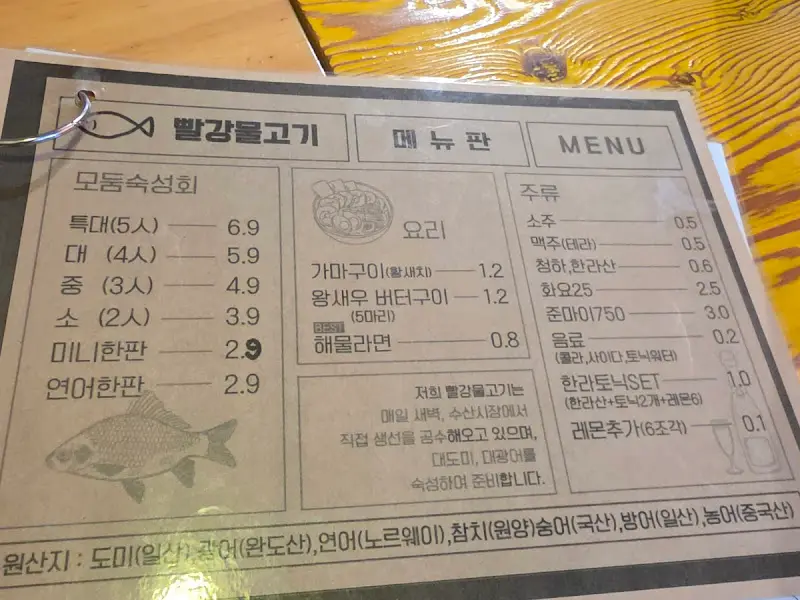 빨강물고기
메뉴판
MENU
모둠숙성회
특대(5人) 6.9
대 (4人) 5.9
중 (3人) 4.9
소 (2人) 3.9
미니한판 2.9
연어한판 2.9
요리
가마구이(황새치) 1.2
왕새우 버터구이 1.2
(5마리)
BEST
해물라면 0.8
저희 빨강물고기는
매일 새벽, 수산시장에서
직접 생선을 공수해오고 있으며,
대도미, 대광어를
숙성하여 준비합니다.
주류
소주 0.5
맥주(테라) 0.5
청하,한라산 0.6
화요25 2.5
준마이750 3.0
음료 0.2
(콜라,사이다,토닉워터)
한라토닉SET 1.0
(한라산+토닉2개+레몬6)
레몬추가(6조각) 0.1
원산지 : 도미(일산) 광어(완도산),연어(노르웨이),참치(원양)숭어(국산),방어(일산),농어(중국산)